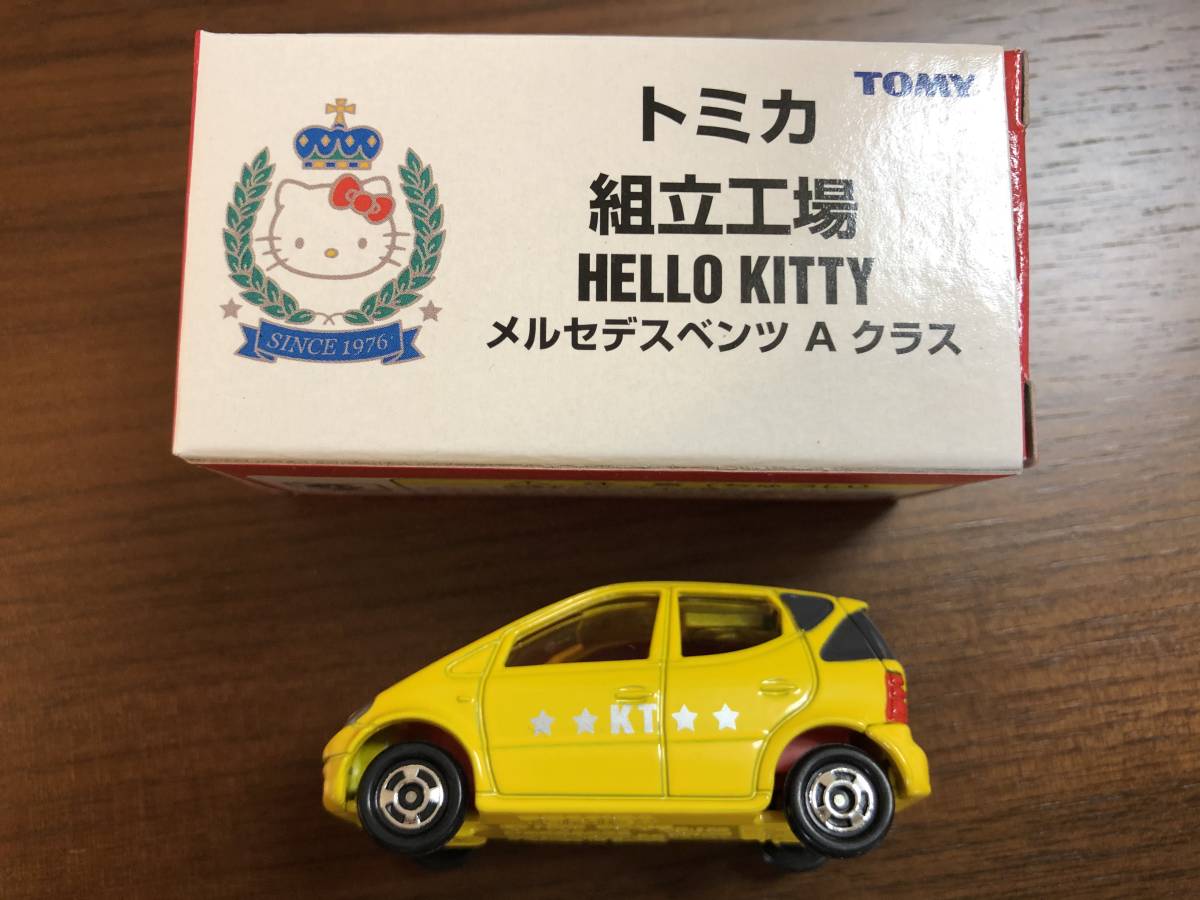 TOMY
トミカ
組立工場
HELLO KITTY
メルセデスベンツ A クラス
SINCE 1976
★ ★ KT ★ ★